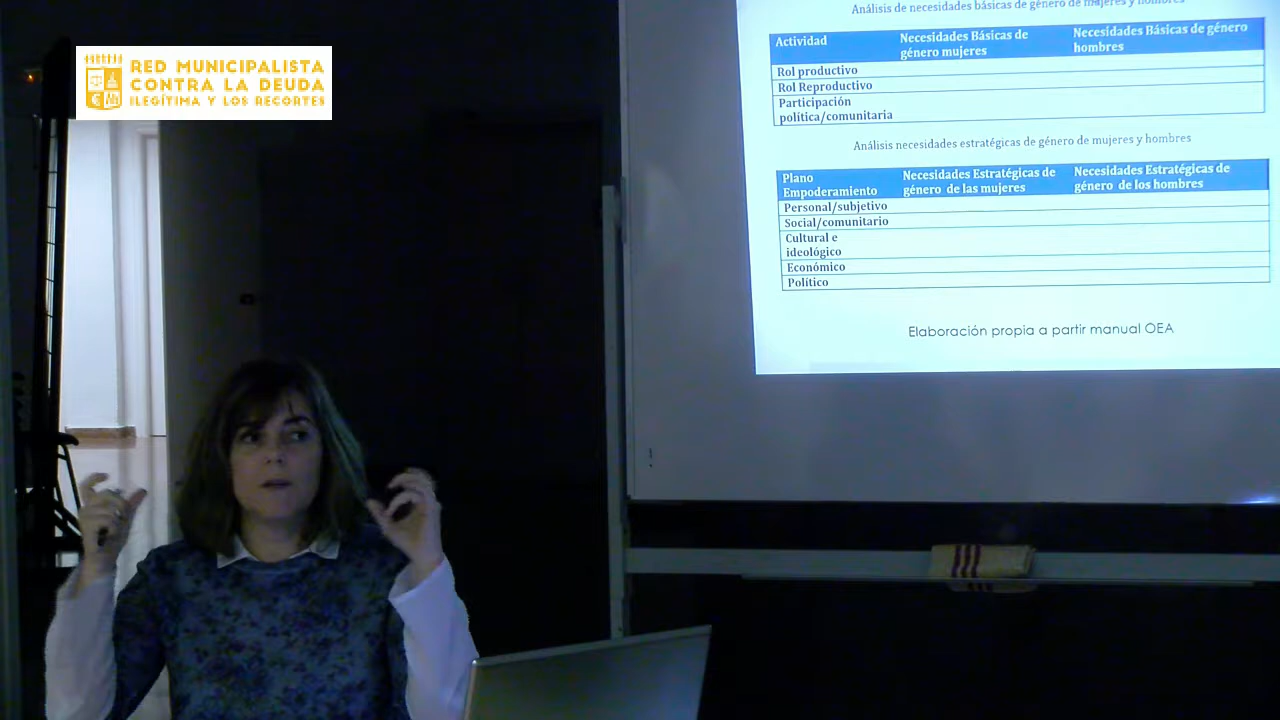 RED MUNICIPALISTA
CONTRA LA DEUDA
ILEGÍTIMA Y LOS RECORTES
Análisis de necesidades básicas de género de mujeres y hombres
Actividad Necesidades Básicas de género mujeres Necesidades Básicas de género hombres
Rol productivo
Rol Reproductivo
Participación
política/comunitaria
Análisis necesidades estratégicas de género de mujeres y hombres
Plano Empoderamiento Necesidades Estratégicas de género de las mujeres Necesidades Estratégicas de género de los hombres
Personal/subjetivo
Social/comunitario
Cultural e
ideológico
Económico
Político
Elaboración propia a partir manual OEA